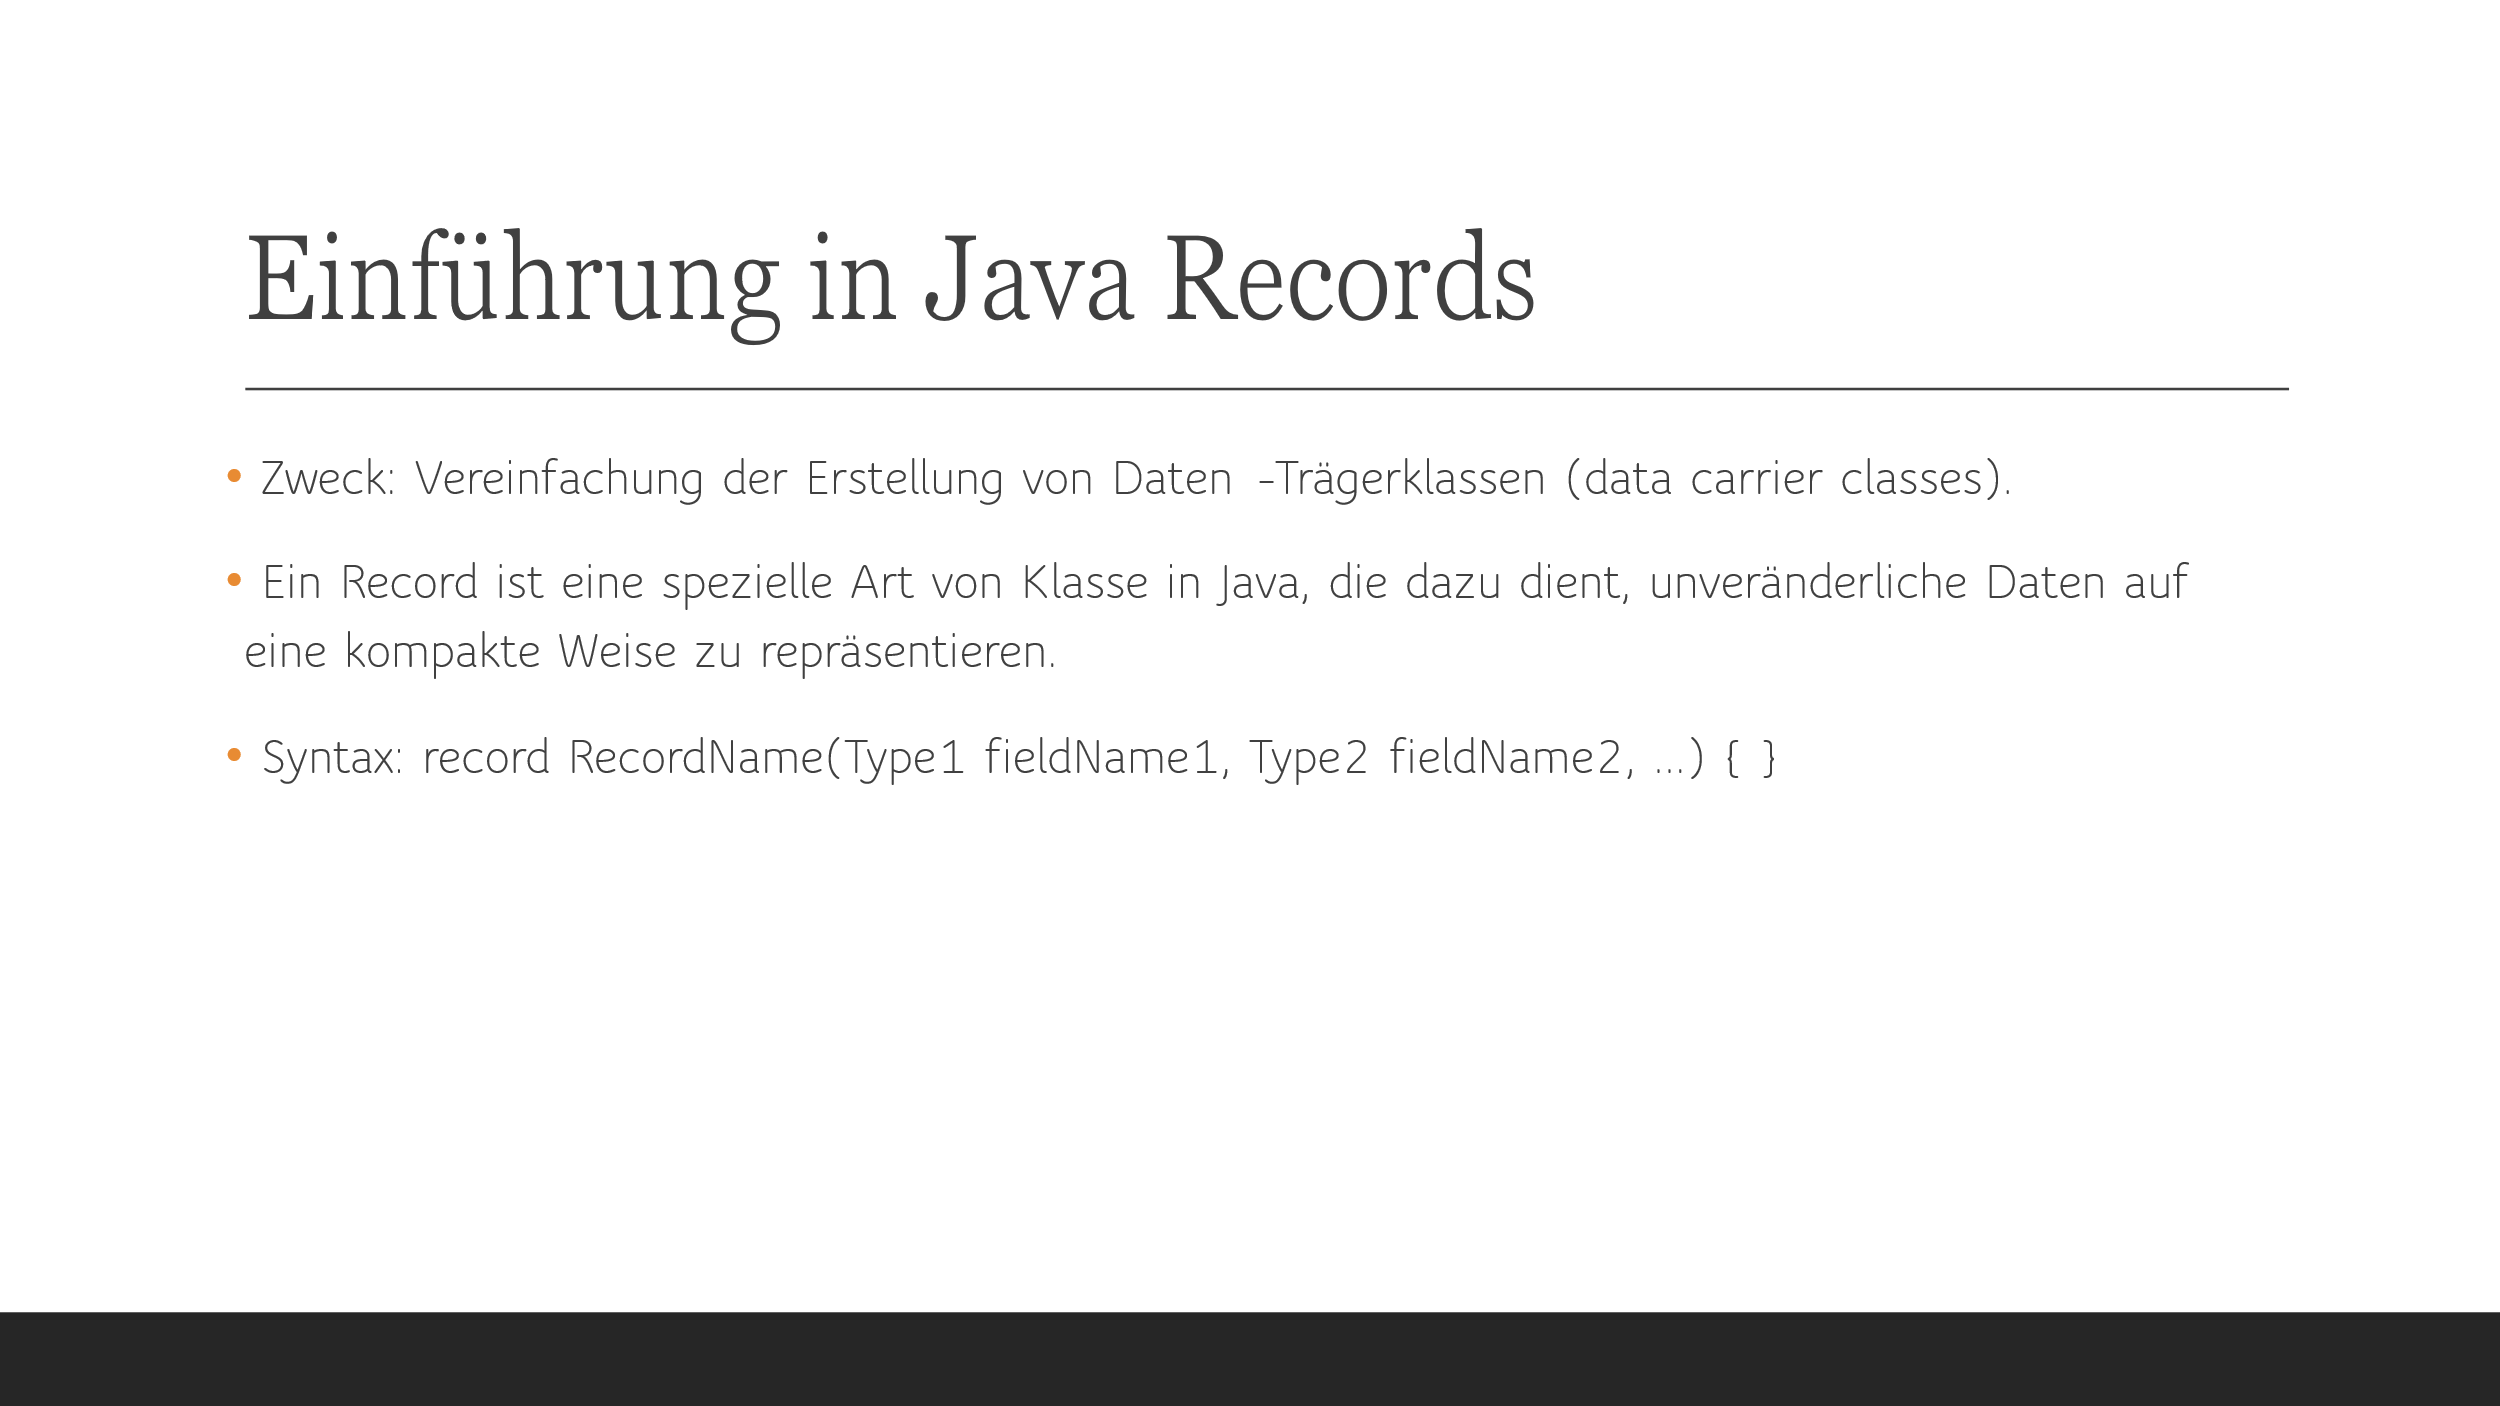 Einführung in Java Records
• Zweck: Vereinfachung der Erstellung von Daten -Trägerklassen (data carrier classes).
• Ein Record ist eine spezielle Art von Klasse in Java, die dazu dient, unveränderliche Daten auf
eine kompakte Weise zu repräsentieren.
• Syntax: record RecordName(Type1 fieldName1, Type2 fieldName2, ...) { }